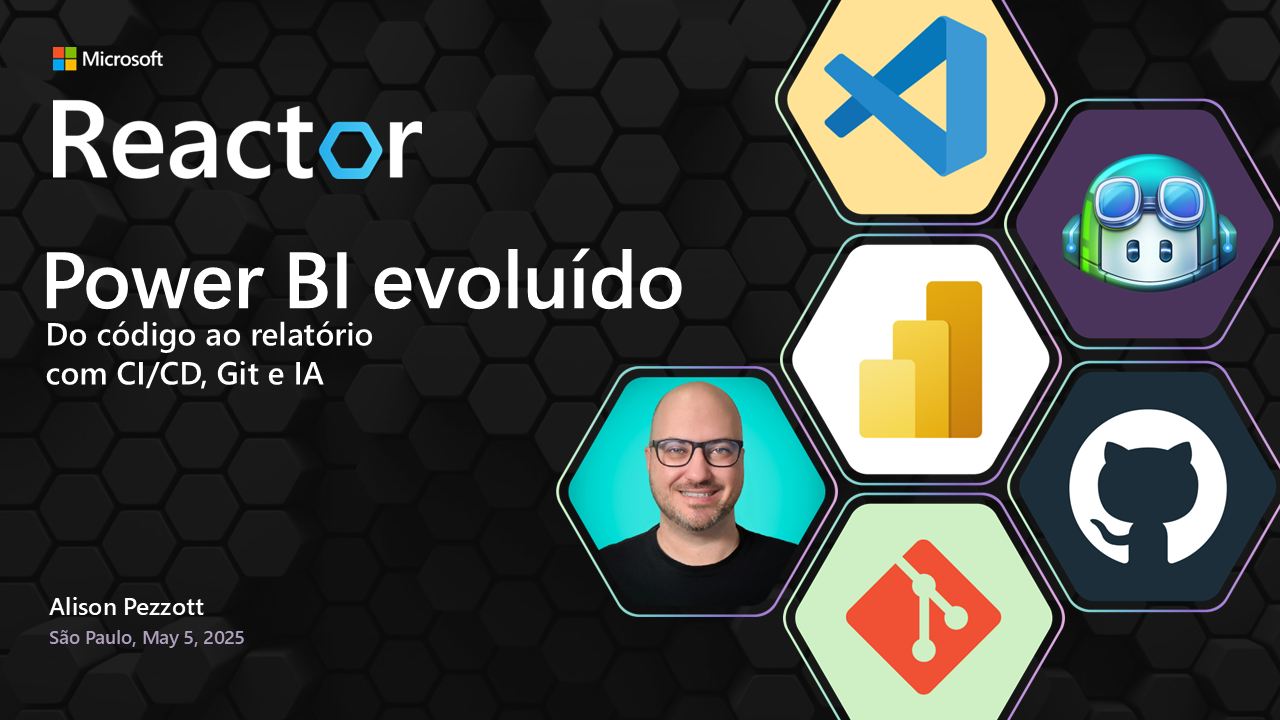 Microsoft
Reactor
Power BI evoluído
Do código ao relatório
com CI/CD, Git e IA
Alison Pezzott
São Paulo, May 5, 2025